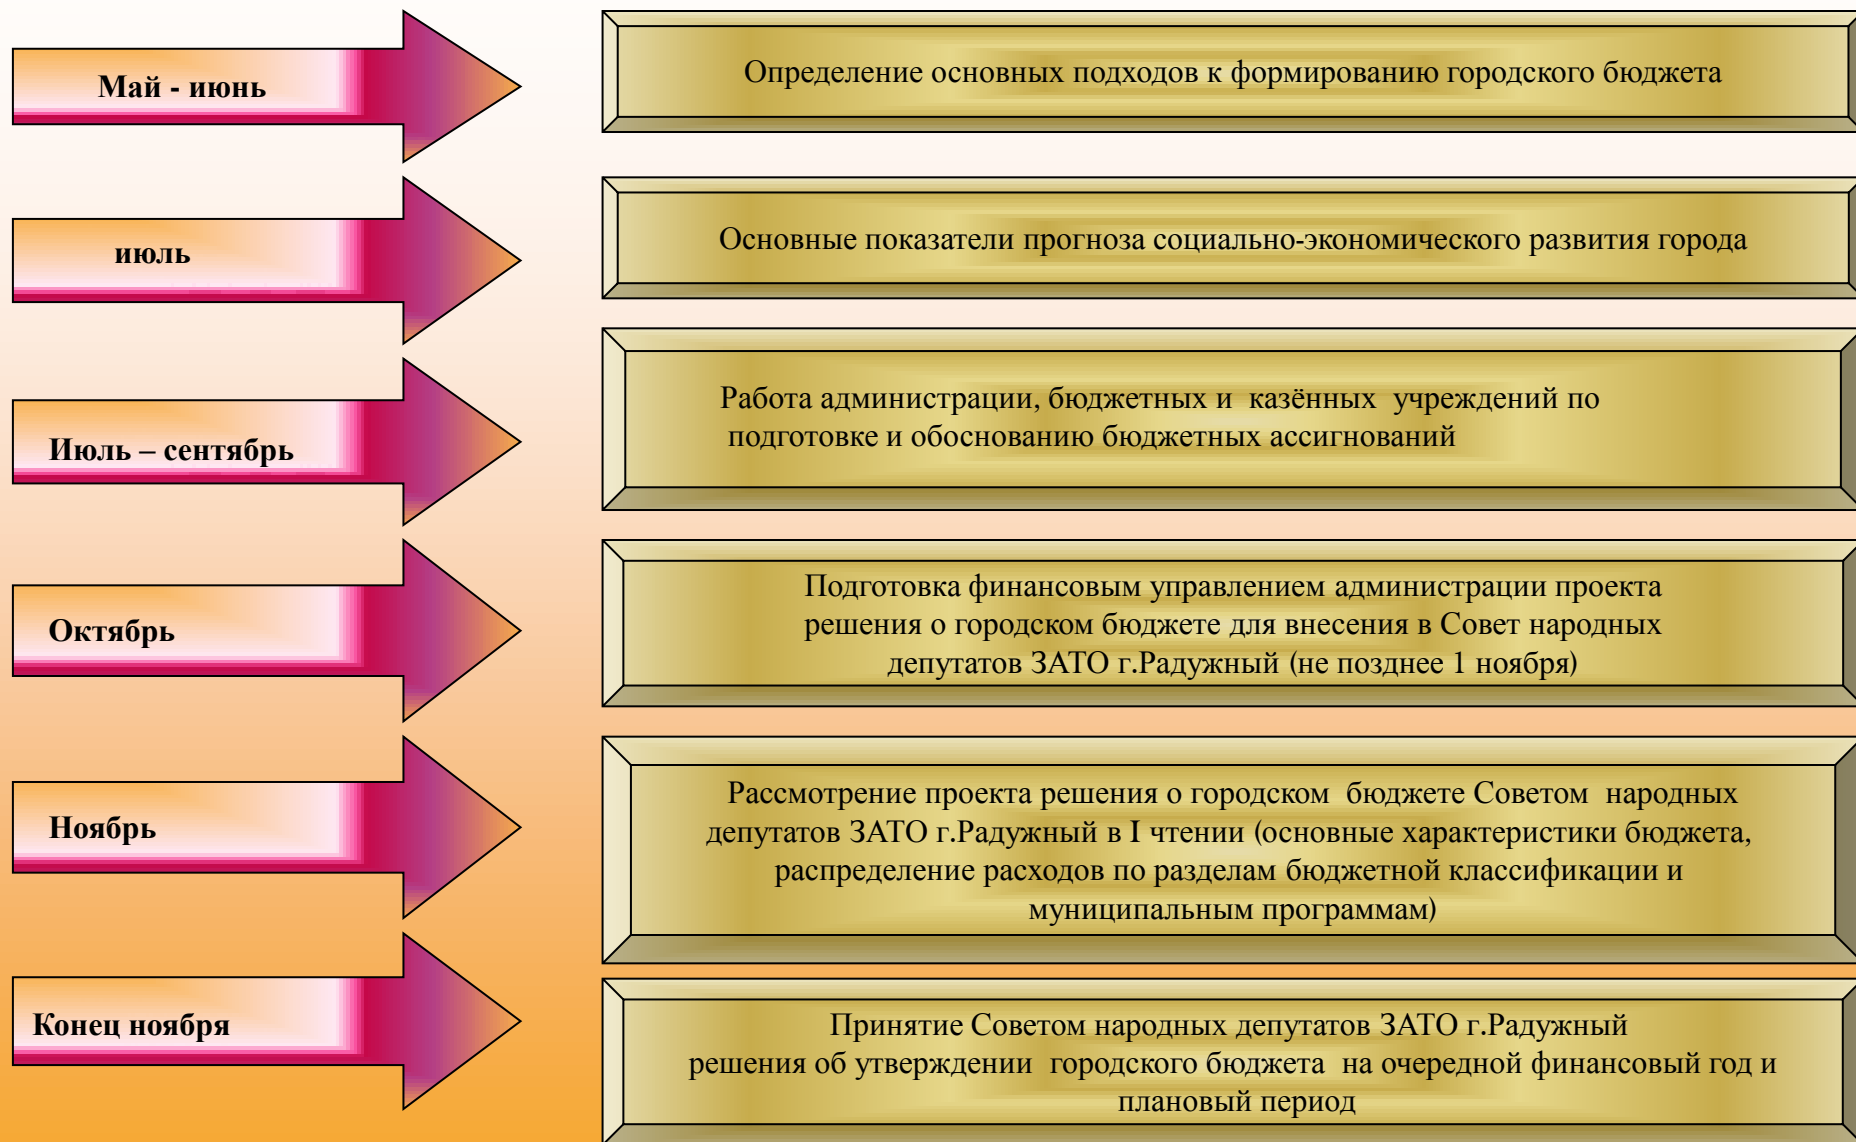 Май - июнь
Определение основных подходов к формированию городского бюджета
июль
Основные показатели прогноза социально-экономического развития города
Июль – сентябрь
Работа администрации, бюджетных и казённых учреждений по
подготовке и обоснованию бюджетных ассигнований
Октябрь
Подготовка финансовым управлением администрации проекта
решения о городском бюджете для внесения в Совет народных
депутатов ЗАТО г.Радужный (не позднее 1 ноября)
Ноябрь
Рассмотрение проекта решения о городском бюджете Советом народных
депутатов ЗАТО г.Радужный в I чтении (основные характеристики бюджета,
распределение расходов по разделам бюджетной классификации и
муниципальным программам)
Конец ноября
Принятие Советом народных депутатов ЗАТО г.Радужный
решения об утверждении городского бюджета на очередной финансовый год и
плановый период